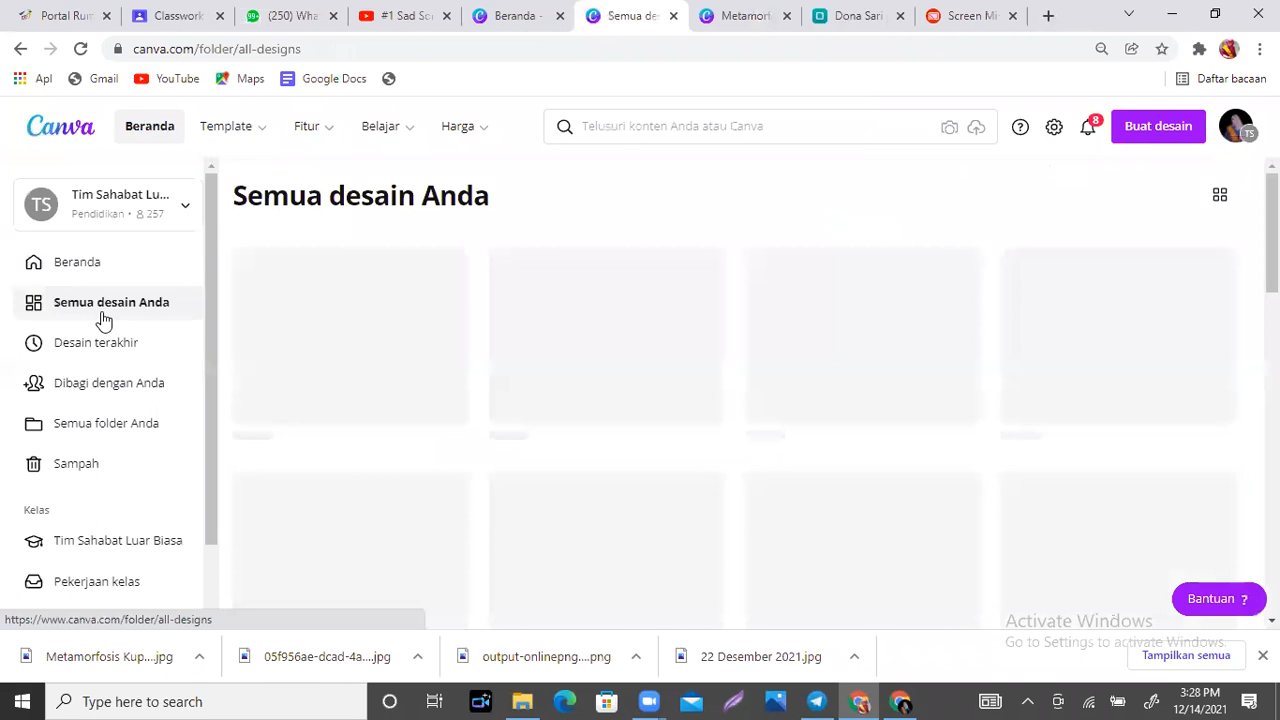 Portal Rum
Classwork
(250) Wha
#1 Sad So
Beranda -
Semua de
Metamor
Dona Sari
Screen Mi
canva.com/folder/all-designs
Apl
Gmail
YouTube
Maps
Google Docs
Daftar bacaan
Canva
Beranda
Template
Fitur
Belajar
Harga
Telusuri konten Anda atau Canva
8
Buat desain
TS
TS
Tim Sahabat Lu...
Pendidikan • 257
Semua desain Anda
Beranda
Semua desain Anda
Desain terakhir
Dibagi dengan Anda
Semua folder Anda
Sampah
Kelas
Tim Sahabat Luar Biasa
Pekerjaan kelas
Bantuan ?
https://www.canva.com/folder/all-designs
Activate Windows
Go to Settings to activate Windows.
Metamorfosis Kup....jpg
05f956ae-dcad-4a....jpg
output-onlinepng....png
22 Desember 2021.jpg
Tampilkan semua
Type here to search
3:28 PM
12/14/2021